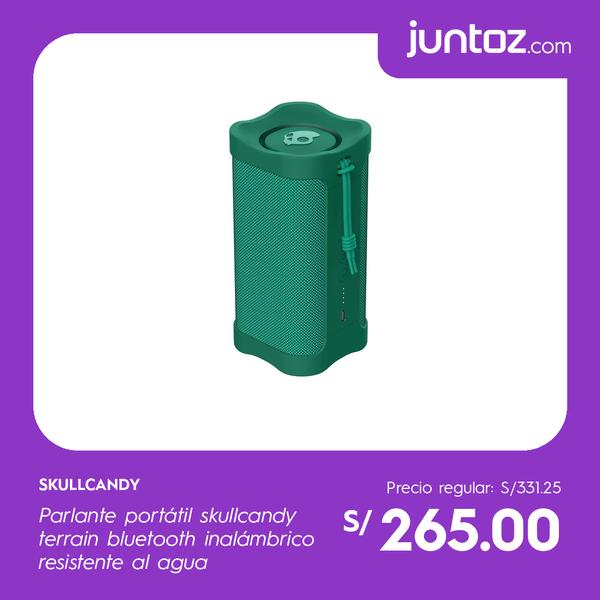 juntoz.com
SKULLCANDY
Parlante portátil skullcandy
terrain bluetooth inalámbrico
resistente al agua
Precio regular: S/331.25
S/ 265.00